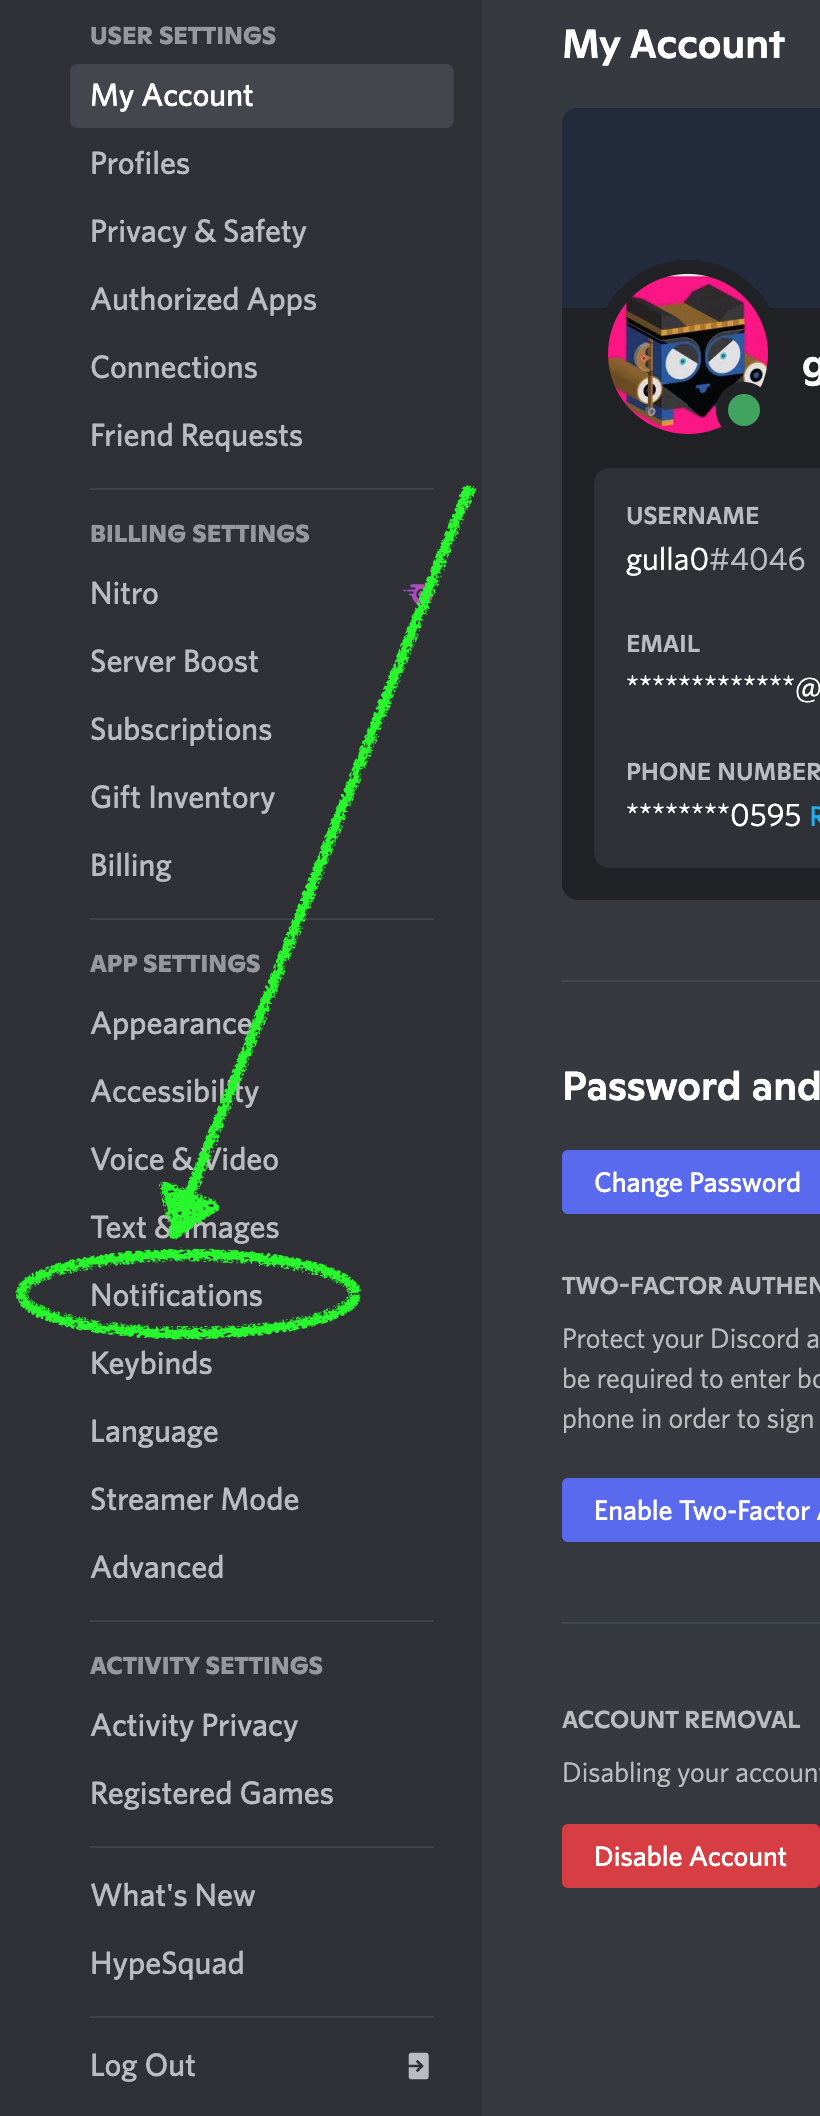 USER SETTINGS
My Account
Profiles
Privacy & Safety
Authorized Apps
Connections
Friend Requests
BILLING SETTINGS
Nitro
Server Boost
Subscriptions
Gift Inventory
Billing
APP SETTINGS
Appearance
Accessibility
Voice & Video
Text & Images
Notifications
Keybinds
Language
Streamer Mode
Advanced
ACTIVITY SETTINGS
Activity Privacy
Registered Games
What's New
HypeSquad
Log Out
My Account
g
USERNAME
gulla0#4046
EMAIL
*************@
PHONE NUMBER
********0595 R
Password and
Change Password
TWO-FACTOR AUTHEN
Protect your Discord a
be required to enter bo
phone in order to sign
Enable Two-Factor A
ACCOUNT REMOVAL
Disabling your account
Disable Account